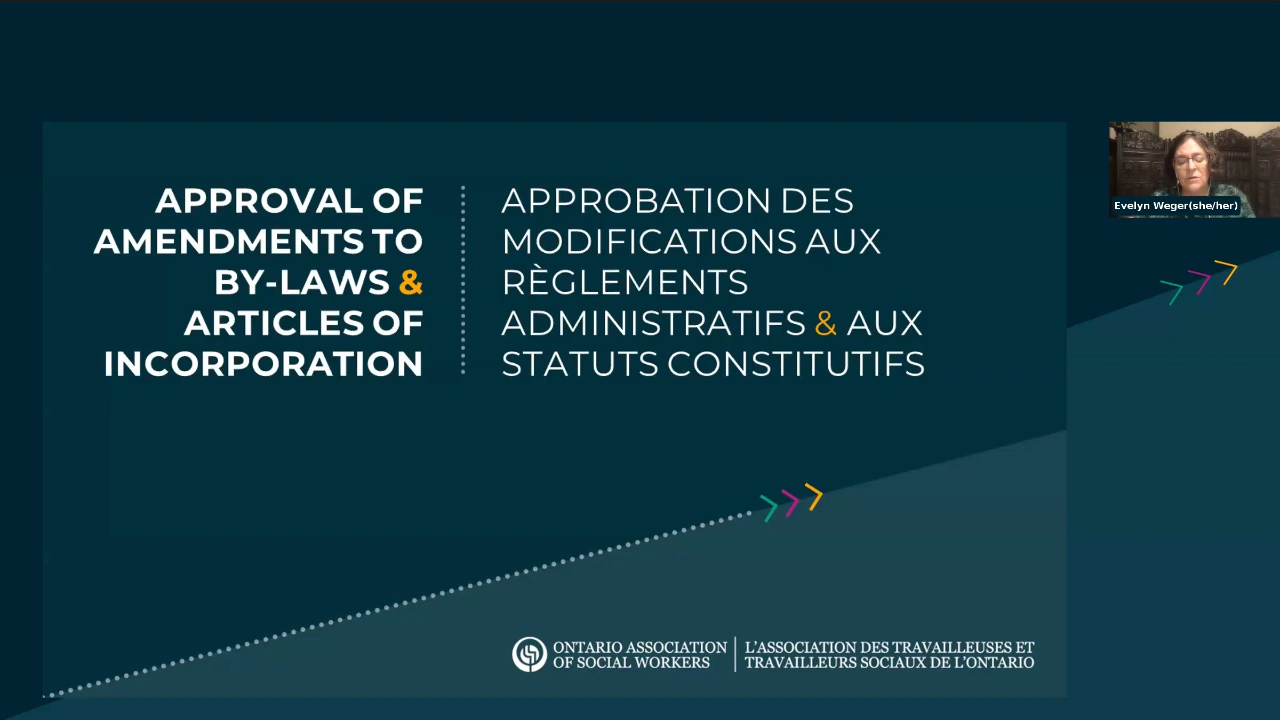 APPROVAL OF
AMENDMENTS TO
BY-LAWS &
ARTICLES OF
INCORPORATION
APPROBATION DES
MODIFICATIONS AUX
RÈGLEMENTS
ADMINISTRATIFS & AUX
STATUTS CONSTITUTIFS
Evelyn Weger(she/her)
ONTARIO ASSOCIATION
OF SOCIAL WORKERS
L'ASSOCIATION DES TRAVAILLEUSES ET
TRAVAILLEURS SOCIAUX DE L'ONTARIO